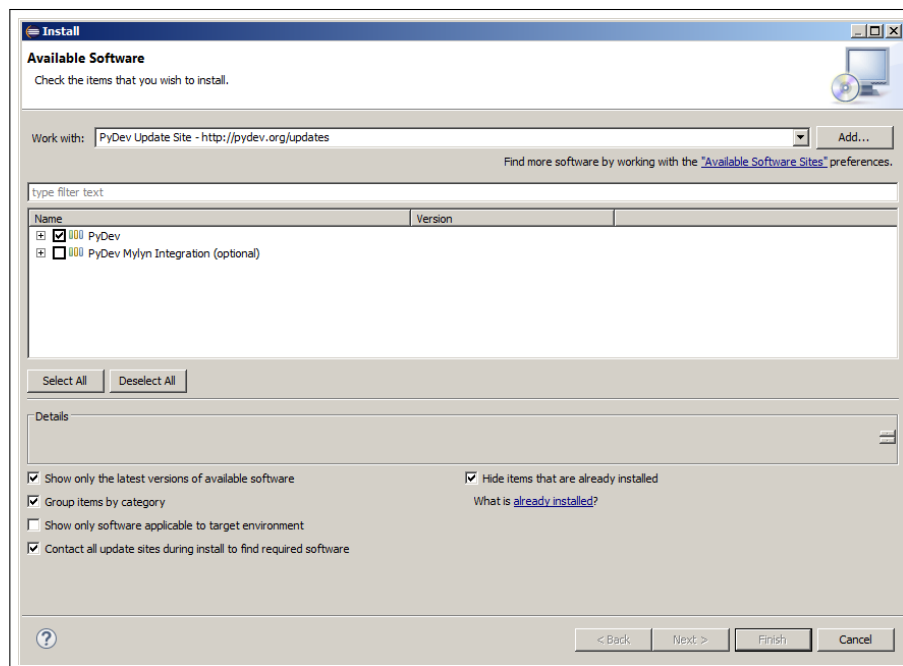 Install
Available Software
Check the items that you wish to install.
Work with: PyDev Update Site - http://pydev.org/updates Add...
Find more software by working with the "Available Software Sites" preferences.
type filter text
Name Version
PyDev
PyDev Mylyn Integration (optional)
Select All Deselect All
Details
Show only the latest versions of available software Hide items that are already installed
Group items by category What is already installed?
Show only software applicable to target environment
Contact all update sites during install to find required software
? < Back Next > Finish Cancel